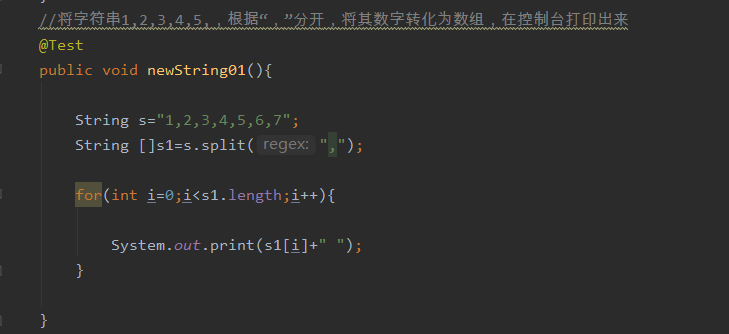 //将字符串1,2,3,4,5,，根据“，”分开，将其数字转化为数组，在控制台打印出来
@Test
public void newString01(){
String s="1,2,3,4,5,6,7";
String []s1=s.split( regex: ",");
for(int i=0;i<s1.length;i++){
System.out.print(s1[i]+" ");
}
}